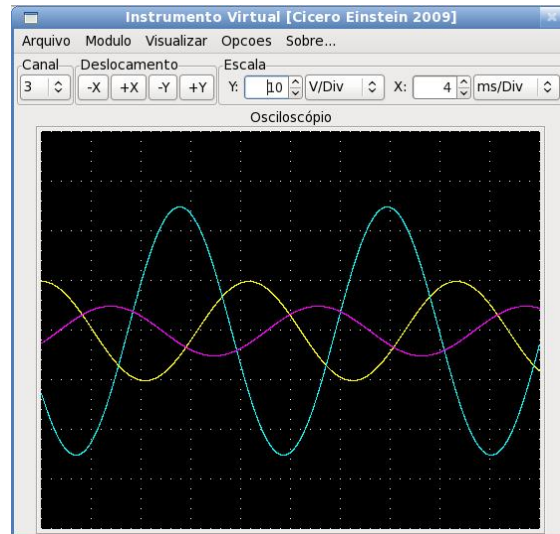 Instrumento Virtual [Cicero Einstein 2009]
Arquivo Modulo Visualizar Opcoes Sobre...
Canal Deslocamento Escala
3 -X +X -Y +Y Y: 10 V/Div X: 4 ms/Div
Osciloscópio